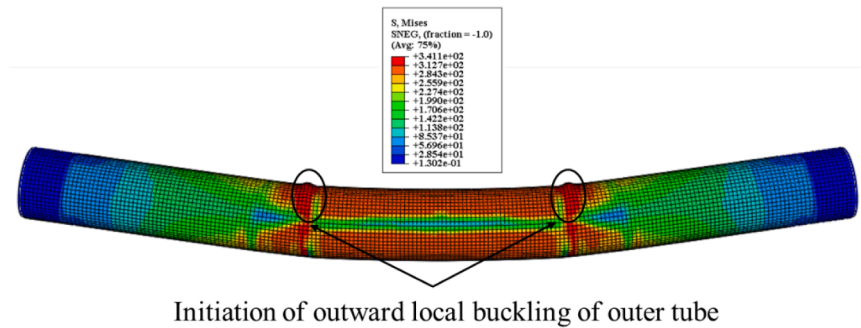 S, Mises
SNEG, (fraction = -1.0)
(Avg: 75%)
+3.411e+02
+3.127e+02
+2.843e+02
+2.559e+02
+2.274e+02
+1.990e+02
+1.706e+02
+1.422e+02
+1.138e+02
+8.537e+01
+5.696e+01
+2.854e+01
+1.302e-01
Initiation of outward local buckling of outer tube